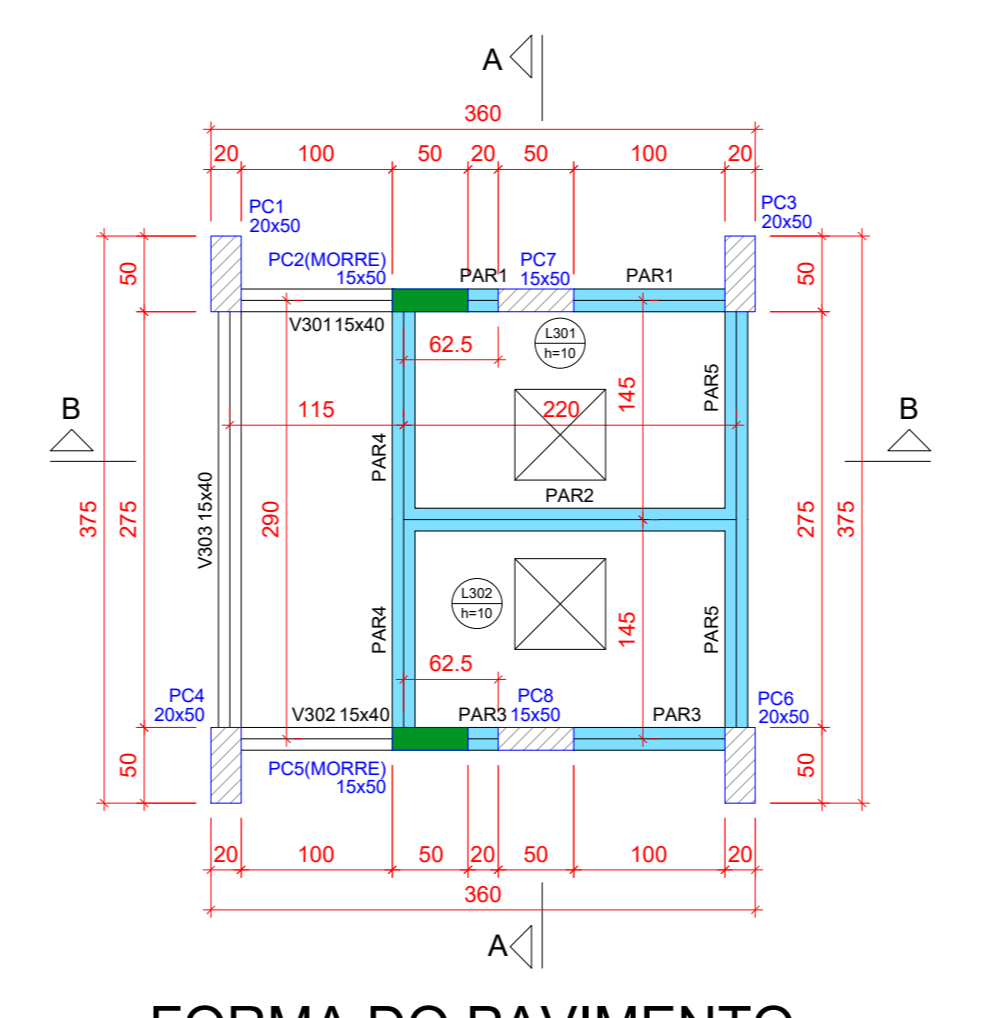 A
360
20 100 50 20 50 100 20
PC1
20x50
PC3
20x50
PC2(MORRE)
15x50
PAR1
PC7
15x50
PAR1
50
50
V301 15x40
62.5
L301
h=10
145
PAR5
B
B
115
220
PAR4
375
275
V303 15x40
290
PAR2
275
375
L302
h=10
PAR4
145
PAR5
62.5
PC4
20x50
V302 15x40
PAR3
PC8
15x50
PAR3
PC6
20x50
50
PC5(MORRE)
15x50
50
20 100 50 20 50 100 20
360
A
FORMA DO PAVIMENTO